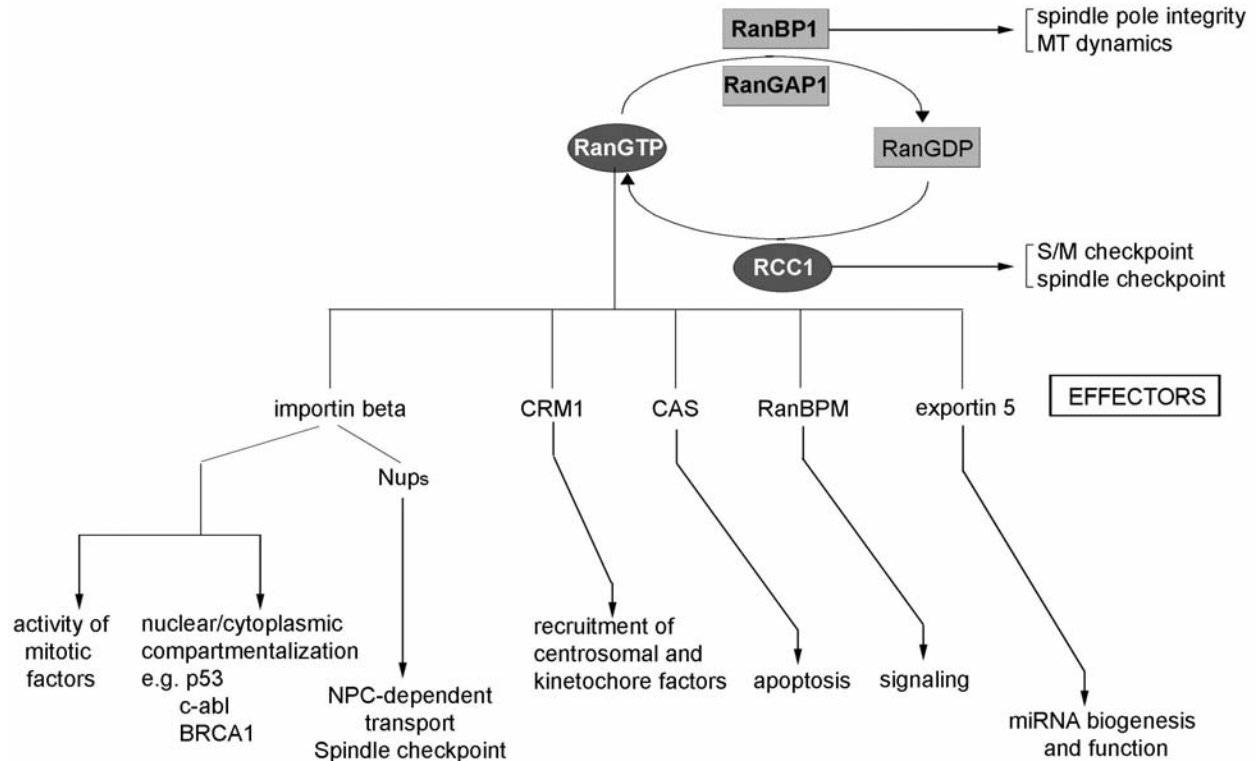 RanBP1
spindle pole integrity
MT dynamics
RanGAP1
RanGTP
RanGDP
RCC1
S/M checkpoint
spindle checkpoint
importin beta
CRM1
CAS
RanBPM
exportin 5
EFFECTORS
Nups
activity of
mitotic
factors
nuclear/cytoplasmic
compartmentalization
e.g. p53
c-abl
BRCA1
NPC-dependent
transport
Spindle checkpoint
recruitment of
centrosomal and
kinetochore factors
apoptosis
signaling
miRNA biogenesis
and function